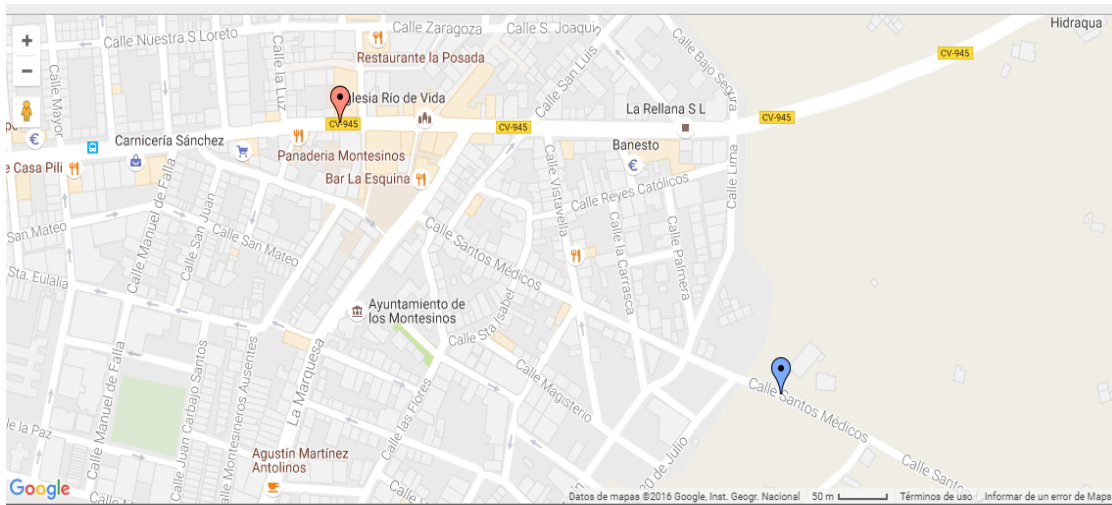 Hidraqua
Calle Zaragoza
Calle S. Joaquin
Calle Nuestra S Loreto
Restaurante la Posada
Calle San Luis
Calle Bajo Segura
CV-945
Calle Mayor
Calle la Luz
Iglesia Río de Vida
La Rellana S L
CV-945
CV-945
CV-945
Carnicería Sánchez
Banesto
Panaderia Montesinos
e Casa Pili
Bar La Esquina
Calle Reyes Católicos
Calle Vistavella
Calle Lima
Calle Manuel de Falla
Calle San Juan
San Mateo
Calle San Mateo
Calle Santos Médicos
Calle la Carrasca
Calle Palmera
Sta. Eulalia
Ayuntamiento de
los Montesinos
Calle Sta Isabel
La Marquesa
Calle Magisterio
Calle Santos Médicos
Calle Manuel de Falla
Calle Juan Carbajo Santos
Calle Montesineros Ausentes
Calle las Flores
le la Paz
o de Julio
Agustín Martínez
Antolinos
Calle Santo
Google
Datos de mapas ©2016 Google, Inst. Geogr. Nacional
50 m
Términos de uso
Informar de un error de Maps